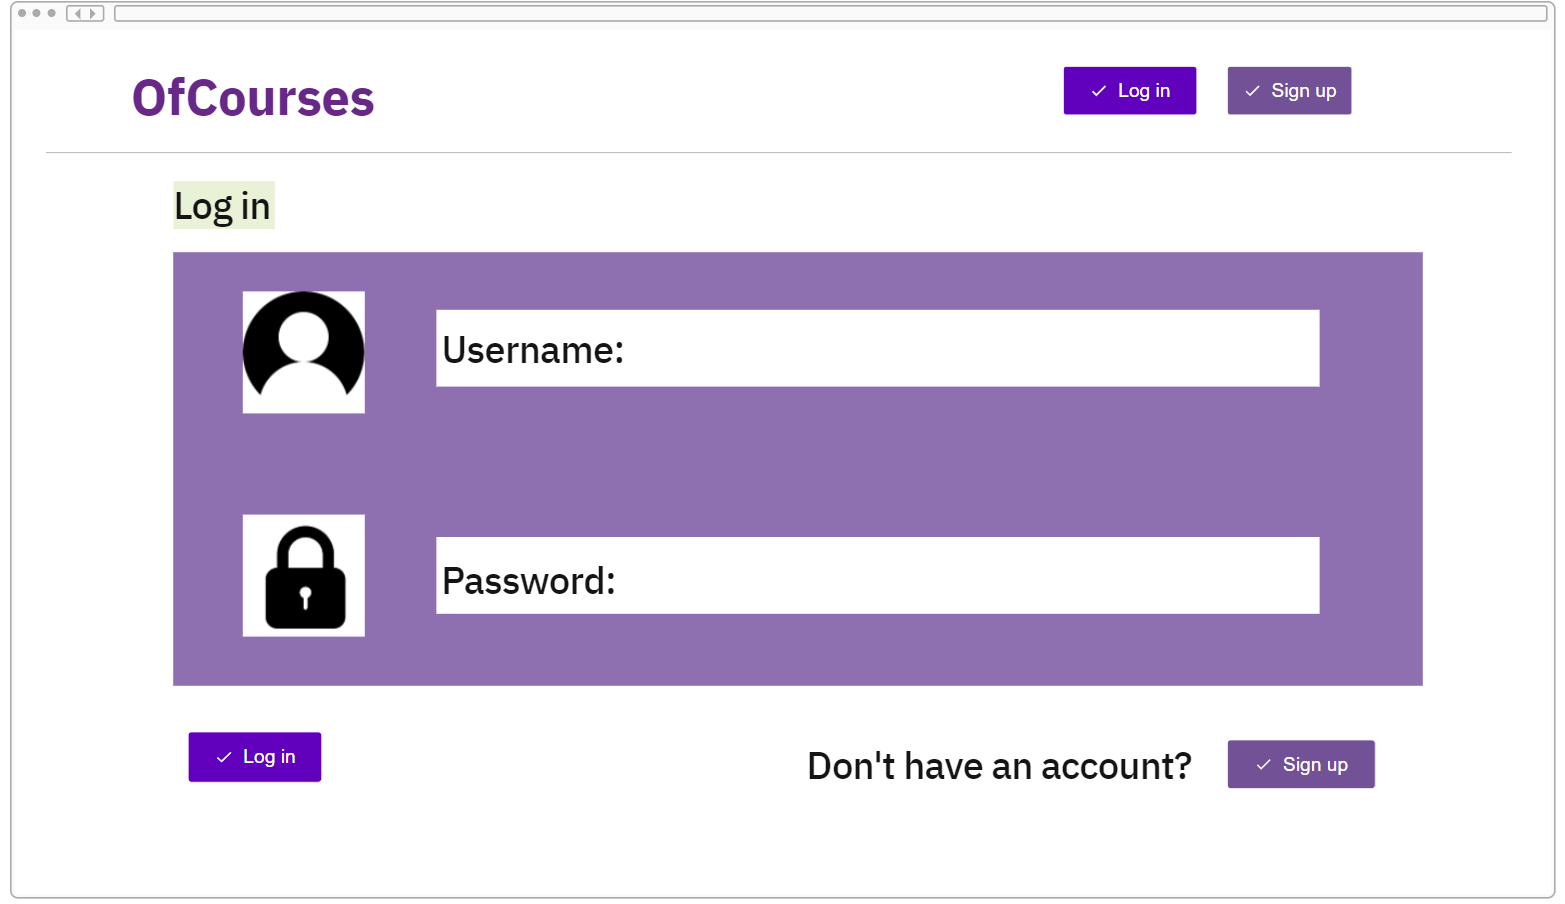 OfCourses
Log in
Sign up
Log in
Username:
Password:
Log in
Don't have an account?
Sign up